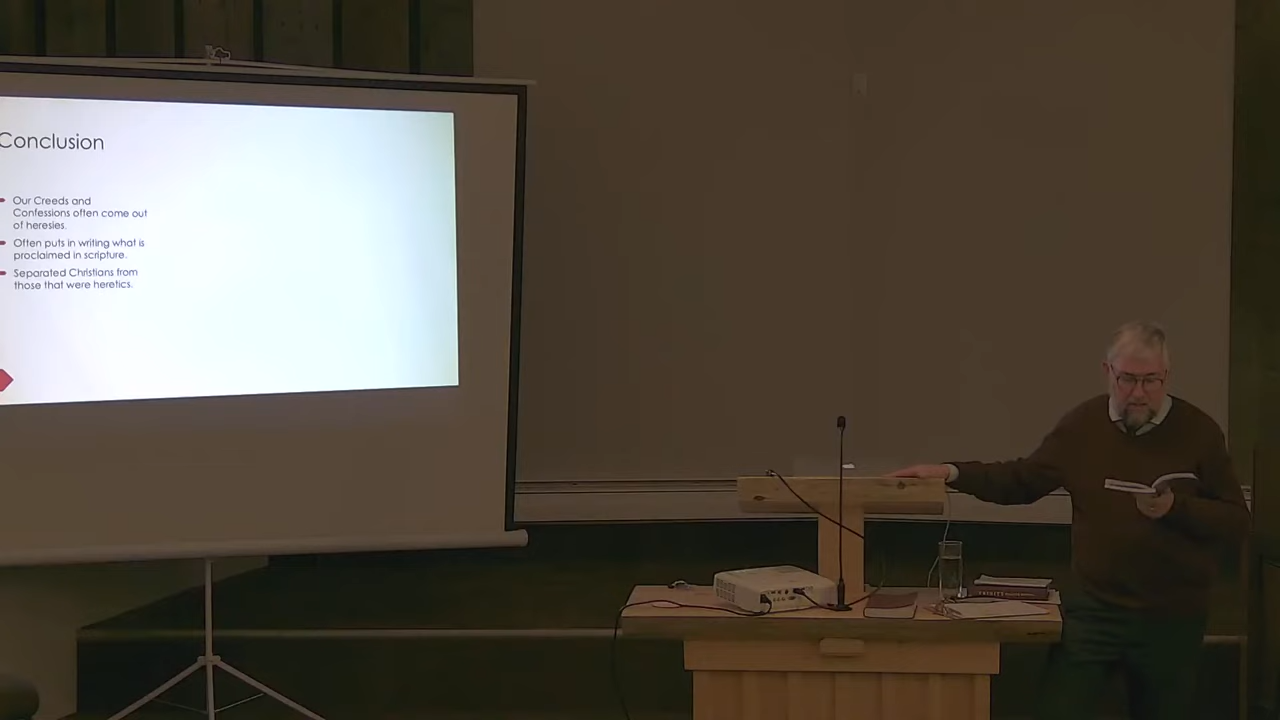 Conclusion
Our Creeds and
Confessions often come out
of heresies.
Often puts in writing what is
proclaimed in scripture.
Separated Christians from
those that were heretics.
TRINITY